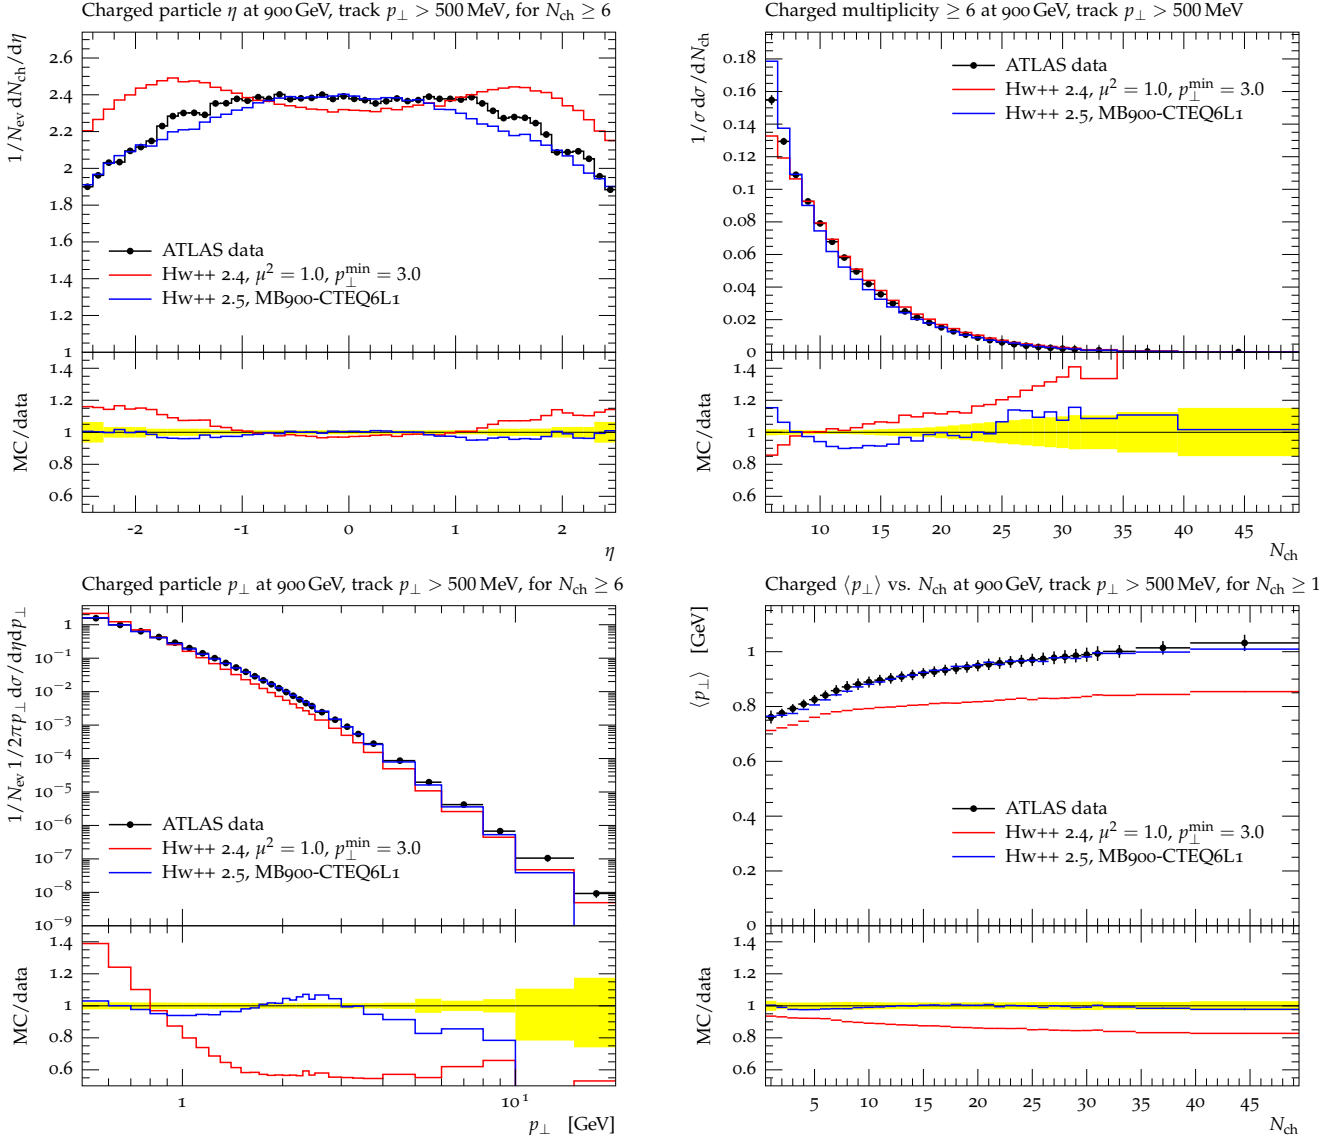 Charged particle η at 900 GeV, track p⊥ > 500 MeV, for Nch ≥ 6
1/Nev dNch/dη
2.6
2.4
2.2
2
1.8
1.6
1.4
1.2
1
ATLAS data
Hw++ 2.4, μ² = 1.0, p⊥^min = 3.0
Hw++ 2.5, MB900-CTEQ6L1
MC/data
1.4
1.2
1
0.8
0.6
-2 -1 0 1 2
η
Charged multiplicity ≥ 6 at 900 GeV, track p⊥ > 500 MeV
1/σ dσ/dNch
0.18
0.16
0.14
0.12
0.1
0.08
0.06
0.04
0.02
0
ATLAS data
Hw++ 2.4, μ² = 1.0, p⊥^min = 3.0
Hw++ 2.5, MB900-CTEQ6L1
MC/data
1.4
1.2
1
0.8
0.6
10 15 20 25 30 35 40 45
Nch
Charged particle p⊥ at 900 GeV, track p⊥ > 500 MeV, for Nch ≥ 6
1/Nev 1/2πp⊥ dσ/dηdp⊥
1
10⁻¹
10⁻²
10⁻³
10⁻⁴
10⁻⁵
10⁻⁶
10⁻⁷
10⁻⁸
10⁻⁹
ATLAS data
Hw++ 2.4, μ² = 1.0, p⊥^min = 3.0
Hw++ 2.5, MB900-CTEQ6L1
MC/data
1.4
1.2
1
0.8
0.6
1 10¹
p⊥ [GeV]
Charged ⟨p⊥⟩ vs. Nch at 900 GeV, track p⊥ > 500 MeV, for Nch ≥ 1
⟨p⊥⟩ [GeV]
1
0.8
0.6
0.4
0.2
0
ATLAS data
Hw++ 2.4, μ² = 1.0, p⊥^min = 3.0
Hw++ 2.5, MB900-CTEQ6L1
MC/data
1.4
1.2
1
0.8
0.6
5 10 15 20 25 30 35 40 45
Nch